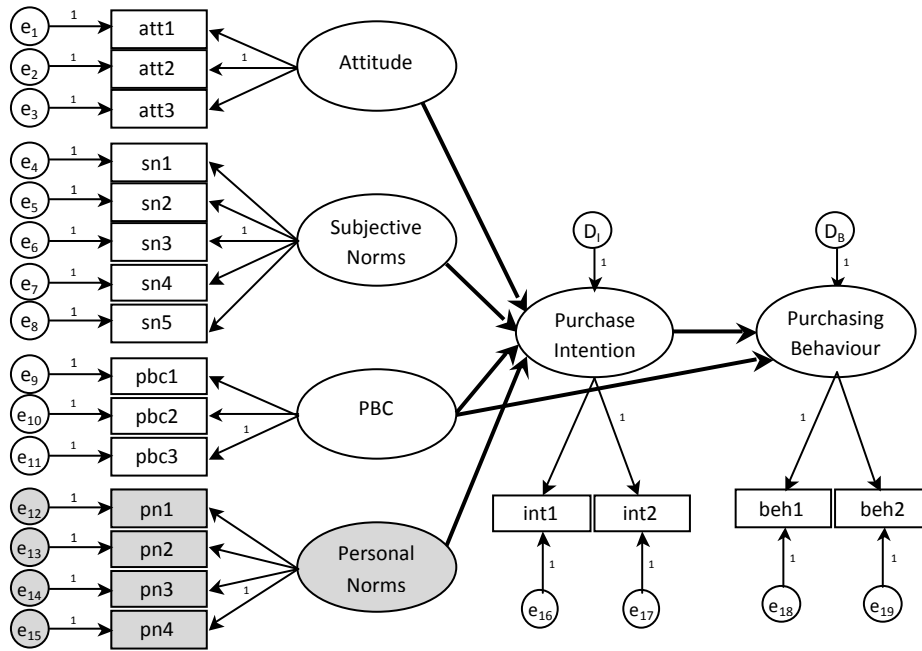 e1 1 att1
e2 1 att2 1
e3 1 att3
Attitude
e4 1 sn1
e5 1 sn2
e6 1 sn3 1
e7 1 sn4
e8 1 sn5
Subjective
Norms
e9 1 pbc1
e10 1 pbc2
e11 1 pbc3 1
PBC
e12 1 pn1
e13 1 pn2
e14 1 pn3
e15 1 pn4 1
Personal
Norms
DI
1
Purchase
Intention
1
int1 int2
1 1
e16 e17
DB
1
Purchasing
Behaviour
1
beh1 beh2
1 1
e18 e19